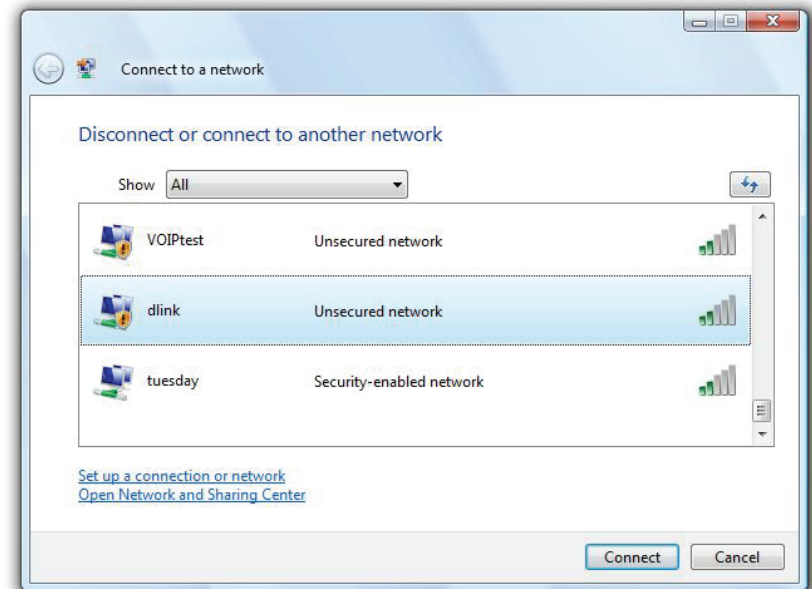 Connect to a network
Disconnect or connect to another network
Show All
VOIPtest Unsecured network
dlink Unsecured network
tuesday Security-enabled network
Set up a connection or network
Open Network and Sharing Center
Connect Cancel